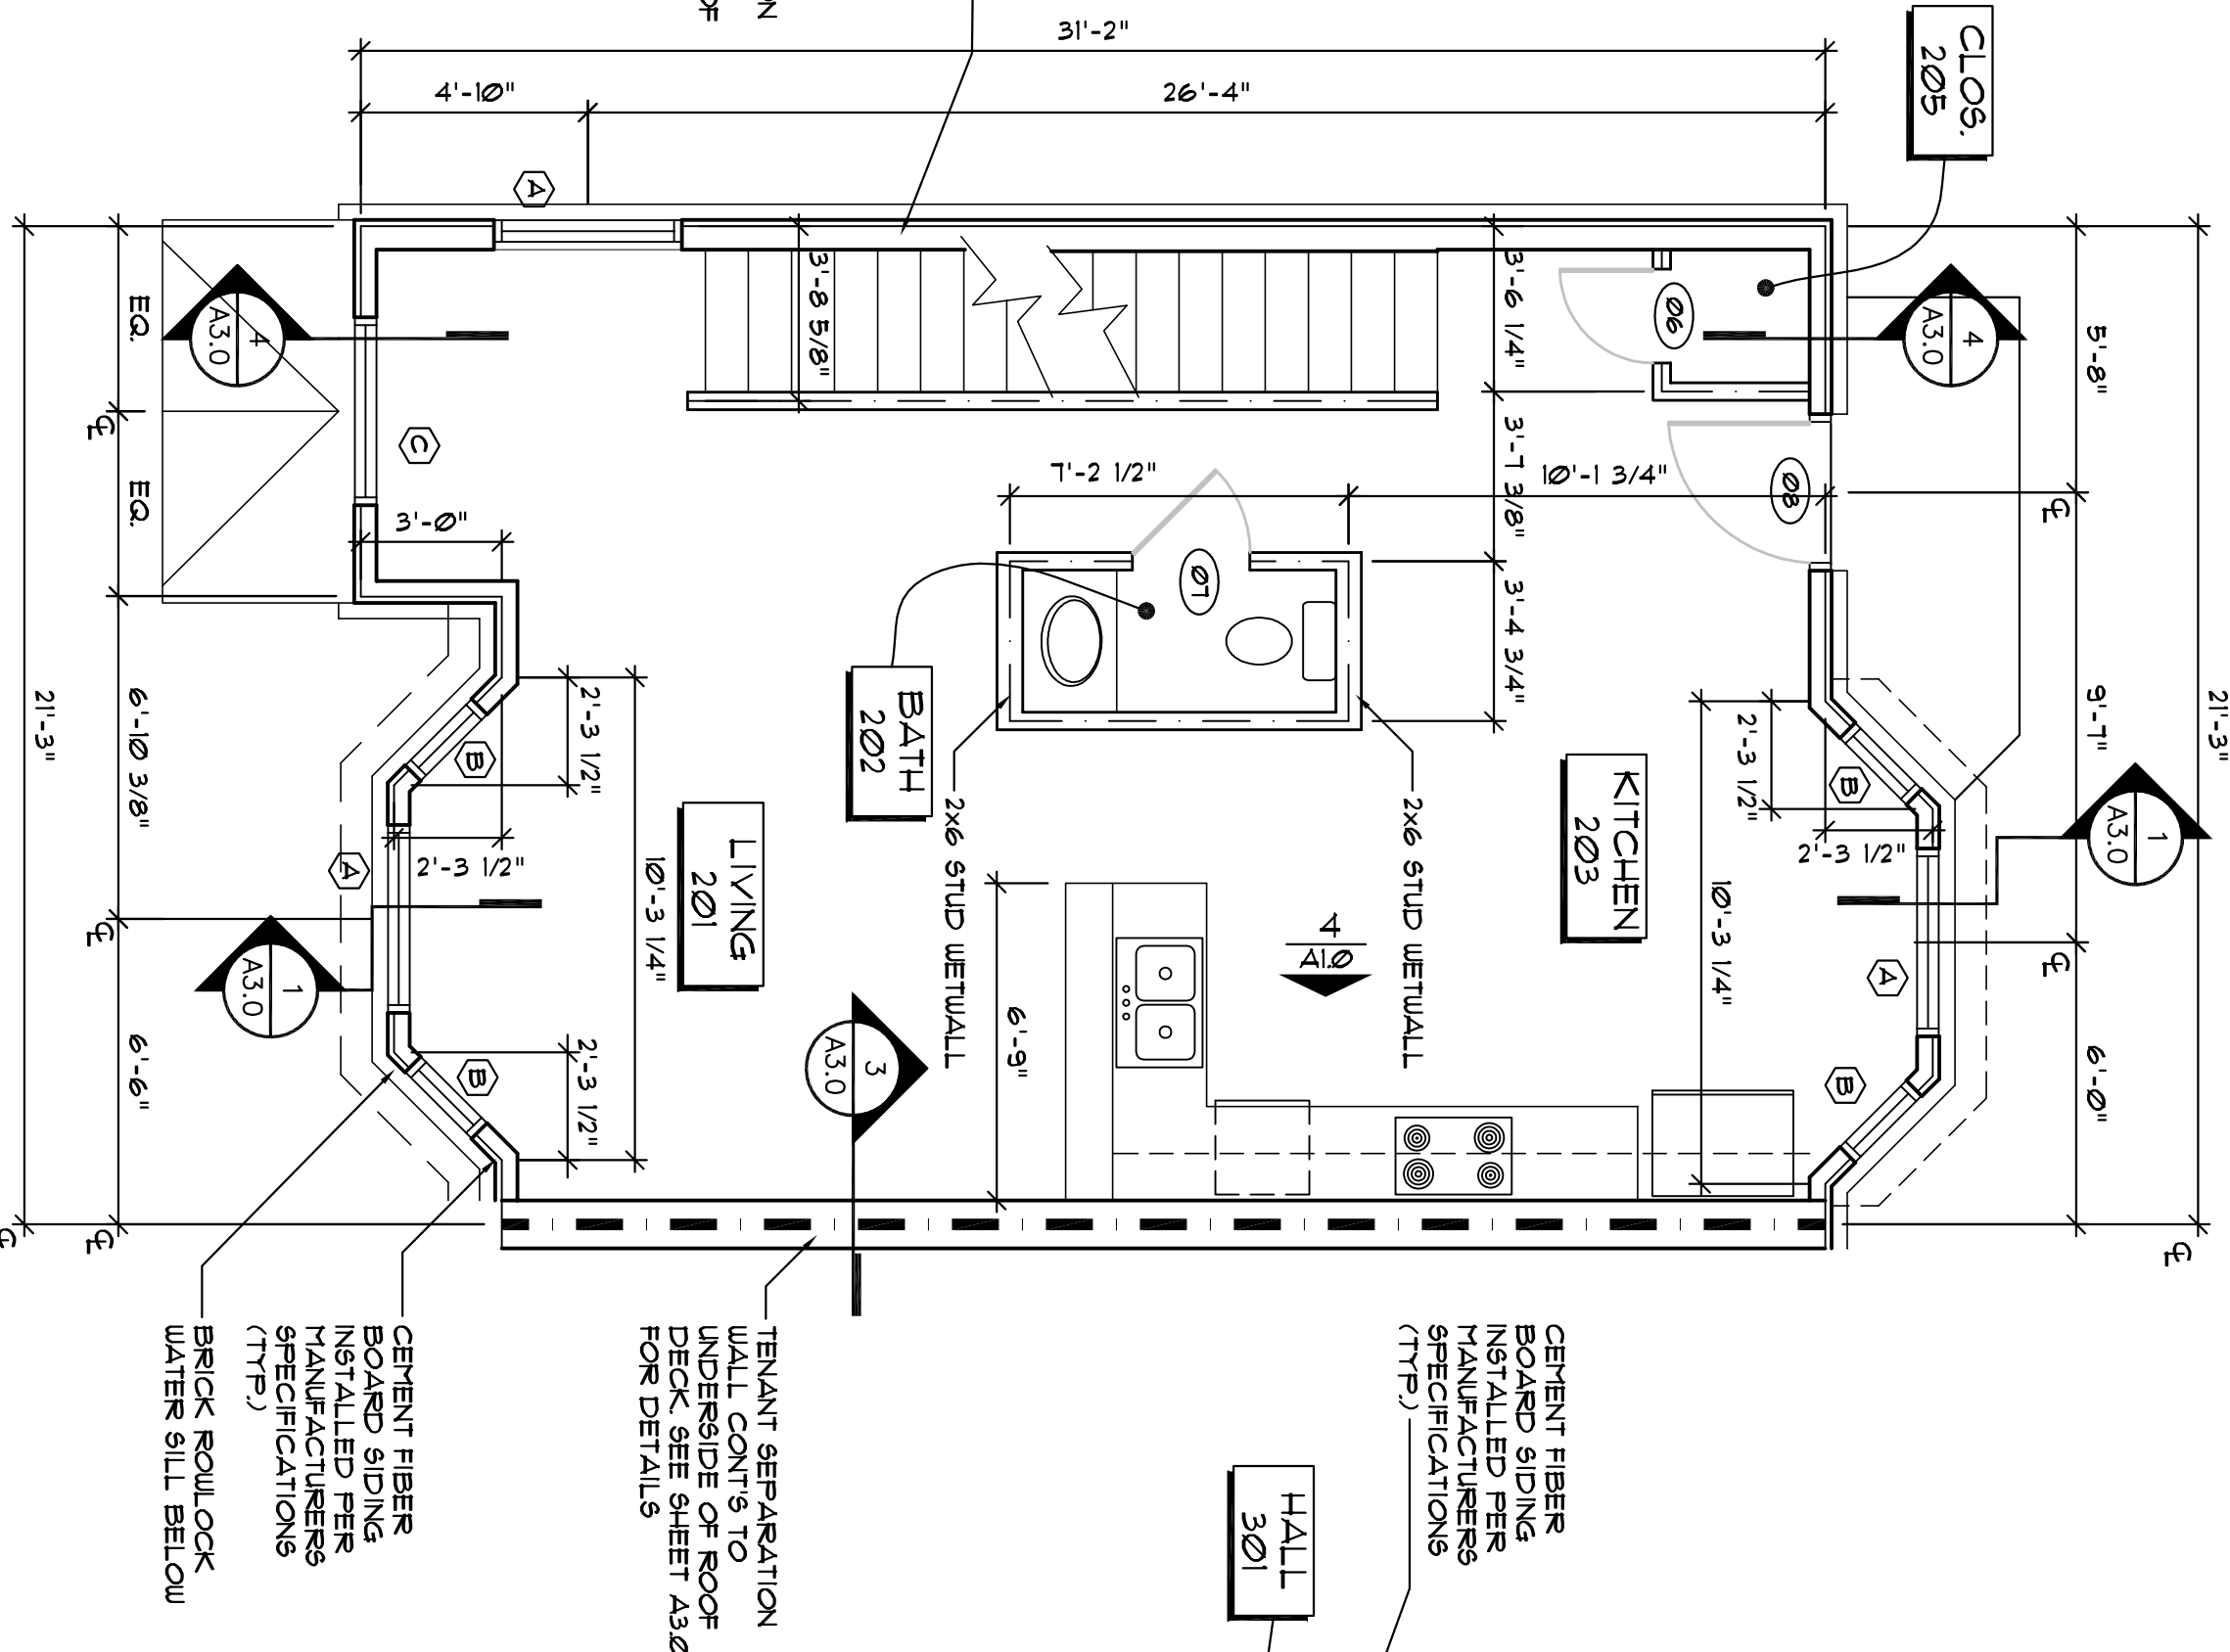 31'-2"
4'-10"
26'-4"
CLOS.
205
A
5'-8"
EQ.
4
A3.0
3'-8 5/8"
3'-6 1/4"
06
4
A3.0
C
EQ.
3'-0"
7'-2 1/2"
10'-1 3/4"
3'-7 3/8"
08
07
3'-4 3/4"
21'-3"
6'-10 3/8"
2'-3 1/2"
B
BATH
202
2x6 STUD WETWALL
2x6 STUD WETWALL
KITCHEN
203
2'-3 1/2"
B
9'-7"
21'-3"
1
A3.0
2'-3 1/2"
A
2'-3 1/2"
10'-3 1/4"
LIVING
201
4
A1.0
10'-3 1/4"
A
1
A3.0
6'-6"
2'-3 1/2"
B
3
A3.0
6'-9"
B
6'-0"
CEMENT FIBER
BOARD SIDING
INSTALLED PER
MANUFACTURERS
SPECIFICATIONS
(TYP.)
BRICK ROWLOCK
WATER SILL BELOW
TENANT SEPARATION
WALL CONT'S TO
UNDERSIDE OF ROOF
DECK. SEE SHEET A3.0
FOR DETAILS
CEMENT FIBER
BOARD SIDING
INSTALLED PER
MANUFACTURERS
SPECIFICATIONS
(TYP.)
HALL
301